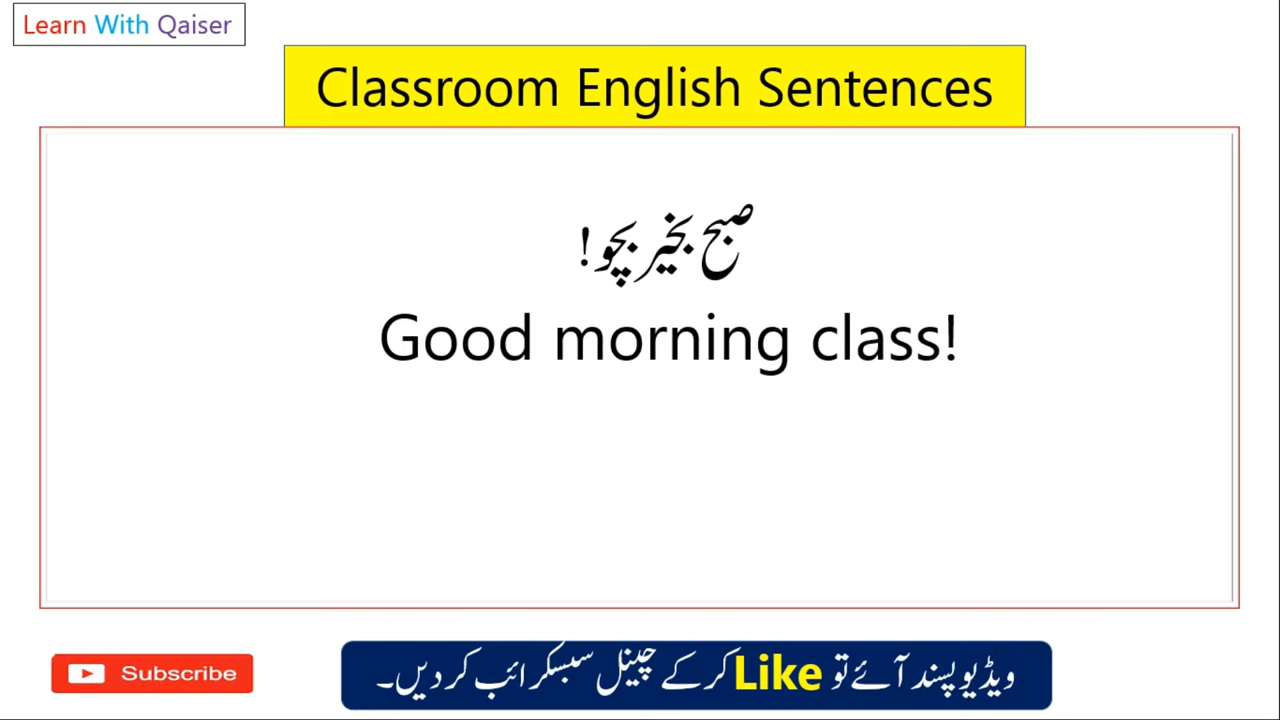 Learn With Qaiser
Classroom English Sentences
صبح بخیر بچو!
Good morning class!
Subscribe
ویڈیو پسند آئے تو Like کر کے چینل سبسکرائب کر دیں۔